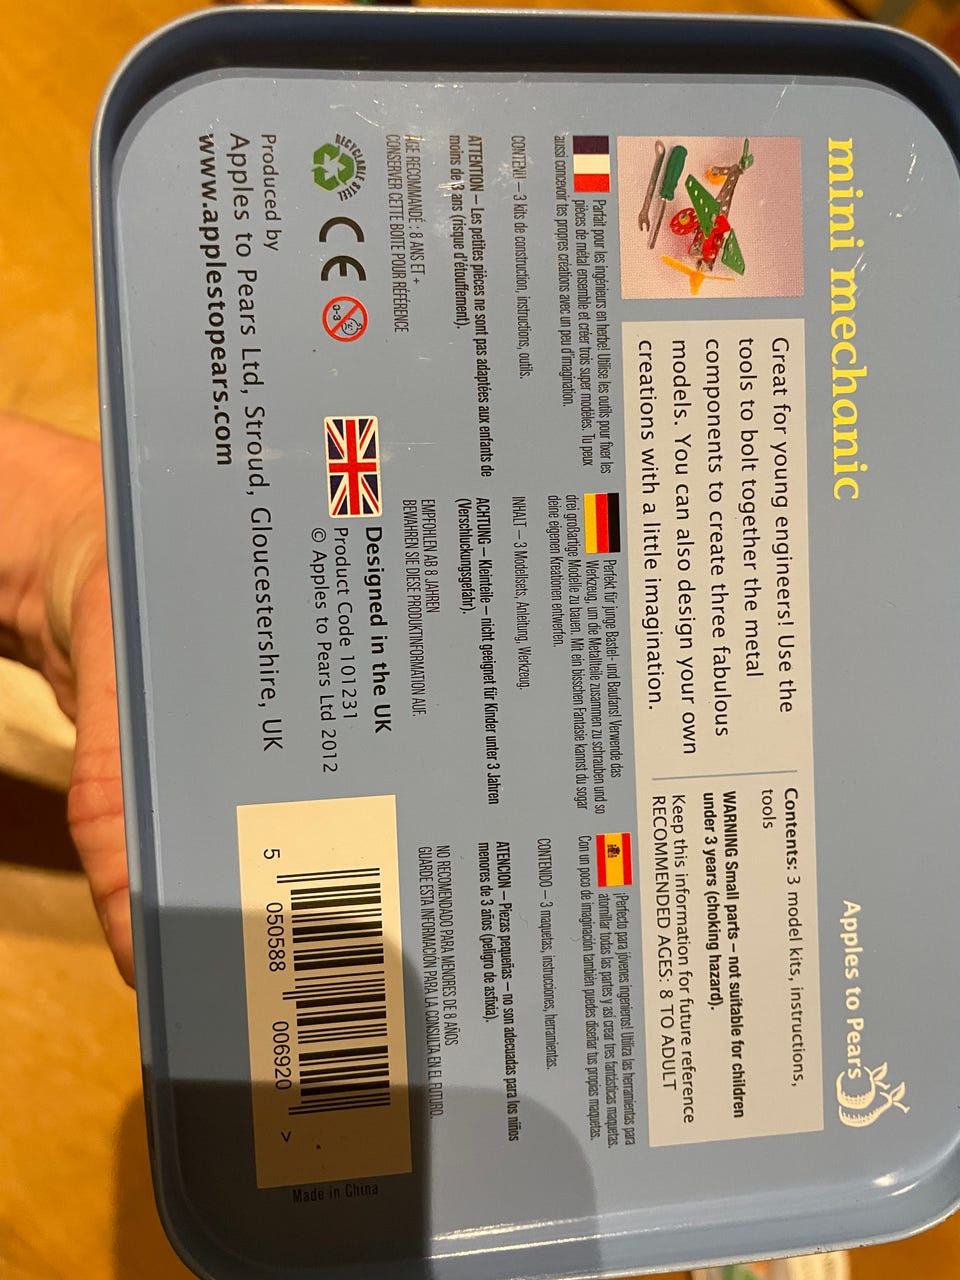 mini mechanic
Apples to Pears
Great for young engineers! Use the
tools to bolt together the metal
components to create three fabulous
models. You can also design your own
creations with a little imagination.
Contents: 3 model kits, instructions,
tools
WARNING Small parts – not suitable for children
under 3 years (choking hazard).
Keep this information for future reference
RECOMMENDED AGES: 8 TO ADULT
Parfait pour les ingénieurs en herbe! Utilise les outils pour fixer les
pièces de métal ensemble et créer trois super modèles. Tu peux
aussi concevoir tes propres créations avec un peu d'imagination.
CONTENU – 3 kits de construction, instructions, outils.
ATTENTION – Les petites pièces ne sont pas adaptées aux enfants de
moins de 3 ans (risque d'étouffement).
ÂGE RECOMMANDÉ : 8 ANS ET +
CONSERVER CETTE BOITE POUR RÉFÉRENCE
Perfekt für junge Bastel- und Baufans! Verwende das
Werkzeug, um die Metallteile zusammen zu schrauben und so
drei großartige Modelle zu bauen. Mit ein bisschen Fantasie kannst du sogar
deine eigenen Kreationen entwerfen.
INHALT – 3 Modellsets, Anleitung, Werkzeug.
ACHTUNG – Kleinteile – nicht geeignet für Kinder unter 3 Jahren
(Verschluckungsgefahr).
EMPFOHLEN AB 8 JAHREN
BEWAHREN SIE DIESE PRODUKTINFORMATION AUF.
¡Perfecto para jóvenes ingenieros! Utiliza las herramientas para
atornillar todas las partes y así crear tres fantásticas maquetas.
Con un poco de imaginación también puedes diseñar tus propias maquetas.
CONTENIDO – 3 maquetas, instrucciones, herramientas.
ATENCION – Piezas pequeñas – no son adecuadas para los niños
menores de 3 años (peligro de asfixia).
NO RECOMENDADO PARA MENORES DE 8 AÑOS
GUARDE ESTA INFORMACIÓN PARA LA CONSULTA EN EL FUTURO.
RECYCLABLE STEEL
CE
0-3
Designed in the UK
Product Code 101231
© Apples to Pears Ltd 2012
Produced by
Apples to Pears Ltd, Stroud, Gloucestershire, UK
www.applestopears.com
5 050588 006920 >
Made in China